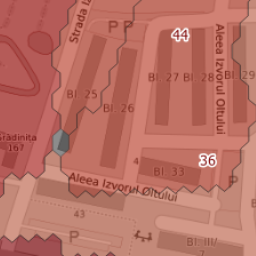 Strada I
P P
44
Aleea Izvorul Oltului
Bl. 27
Bl. 28
Bl. 29
Bl. 25
Bl. 26
Grădinița
167
4
36
Bl. 33
P
Aleea Izvorul Oltului
43
P
Bl. III/